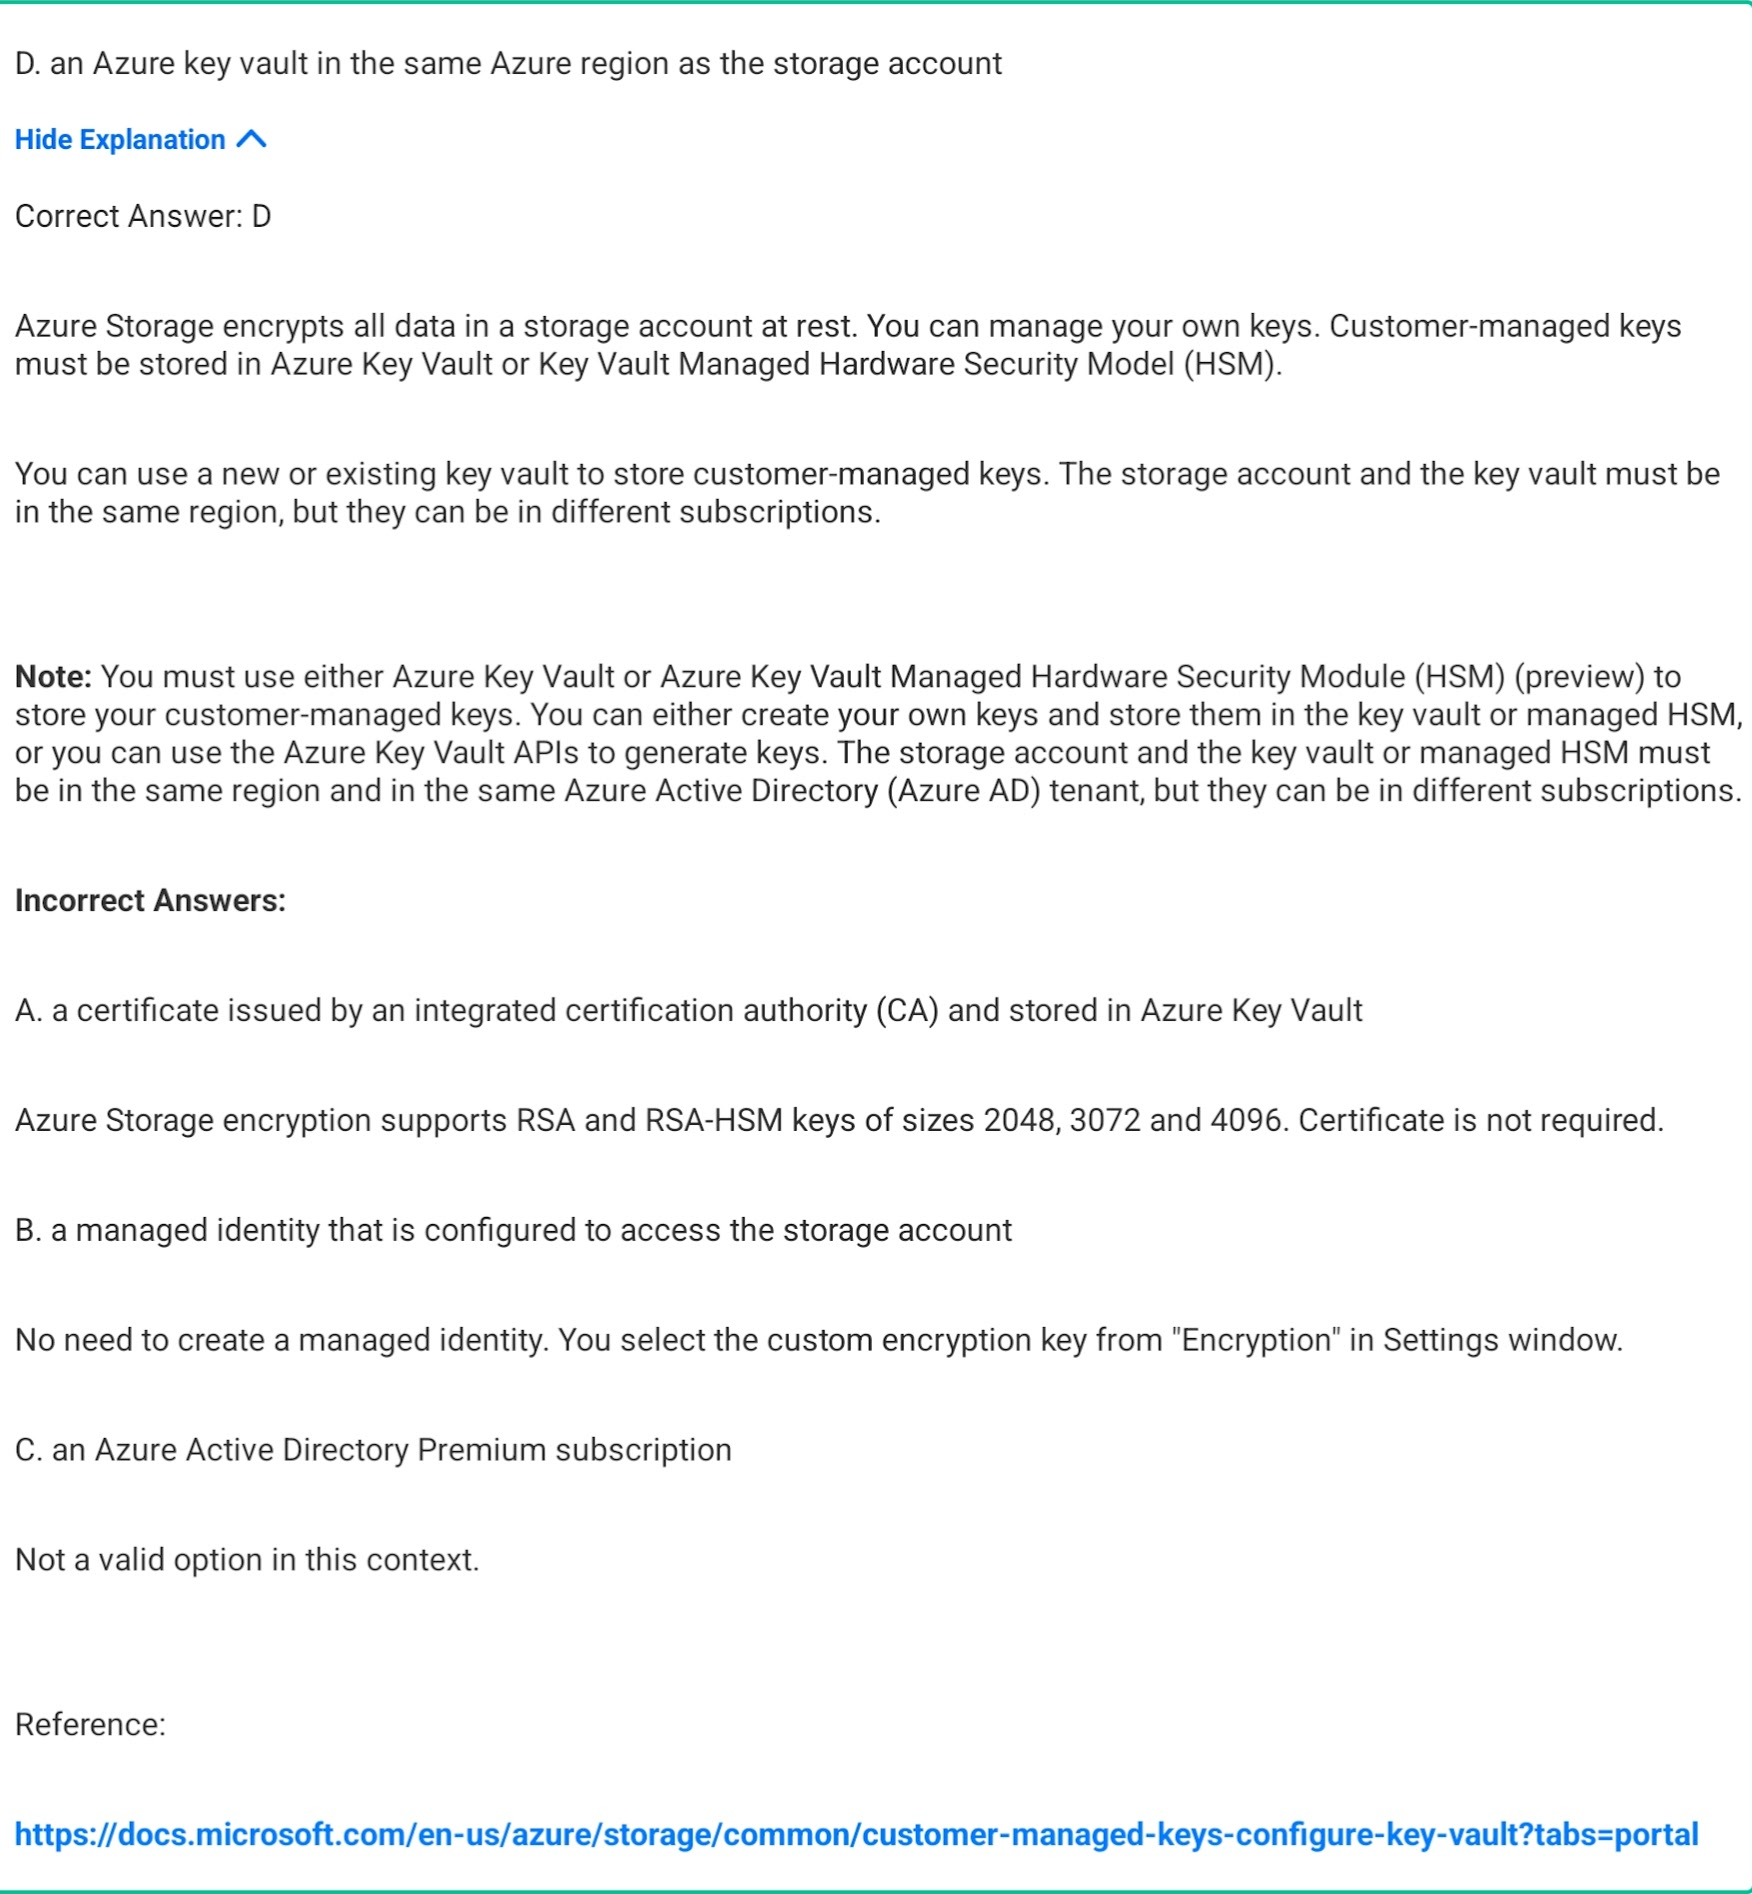 D. an Azure key vault in the same Azure region as the storage account
Hide Explanation
Correct Answer: D
Azure Storage encrypts all data in a storage account at rest. You can manage your own keys. Customer-managed keys
must be stored in Azure Key Vault or Key Vault Managed Hardware Security Model (HSM).
You can use a new or existing key vault to store customer-managed keys. The storage account and the key vault must be
in the same region, but they can be in different subscriptions.
Note: You must use either Azure Key Vault or Azure Key Vault Managed Hardware Security Module (HSM) (preview) to
store your customer-managed keys. You can either create your own keys and store them in the key vault or managed HSM,
or you can use the Azure Key Vault APIs to generate keys. The storage account and the key vault or managed HSM must
be in the same region and in the same Azure Active Directory (Azure AD) tenant, but they can be in different subscriptions.
Incorrect Answers:
A. a certificate issued by an integrated certification authority (CA) and stored in Azure Key Vault
Azure Storage encryption supports RSA and RSA-HSM keys of sizes 2048, 3072 and 4096. Certificate is not required.
B. a managed identity that is configured to access the storage account
No need to create a managed identity. You select the custom encryption key from "Encryption" in Settings window.
C. an Azure Active Directory Premium subscription
Not a valid option in this context.
Reference:
https://docs.microsoft.com/en-us/azure/storage/common/customer-managed-keys-configure-key-vault?tabs=portal